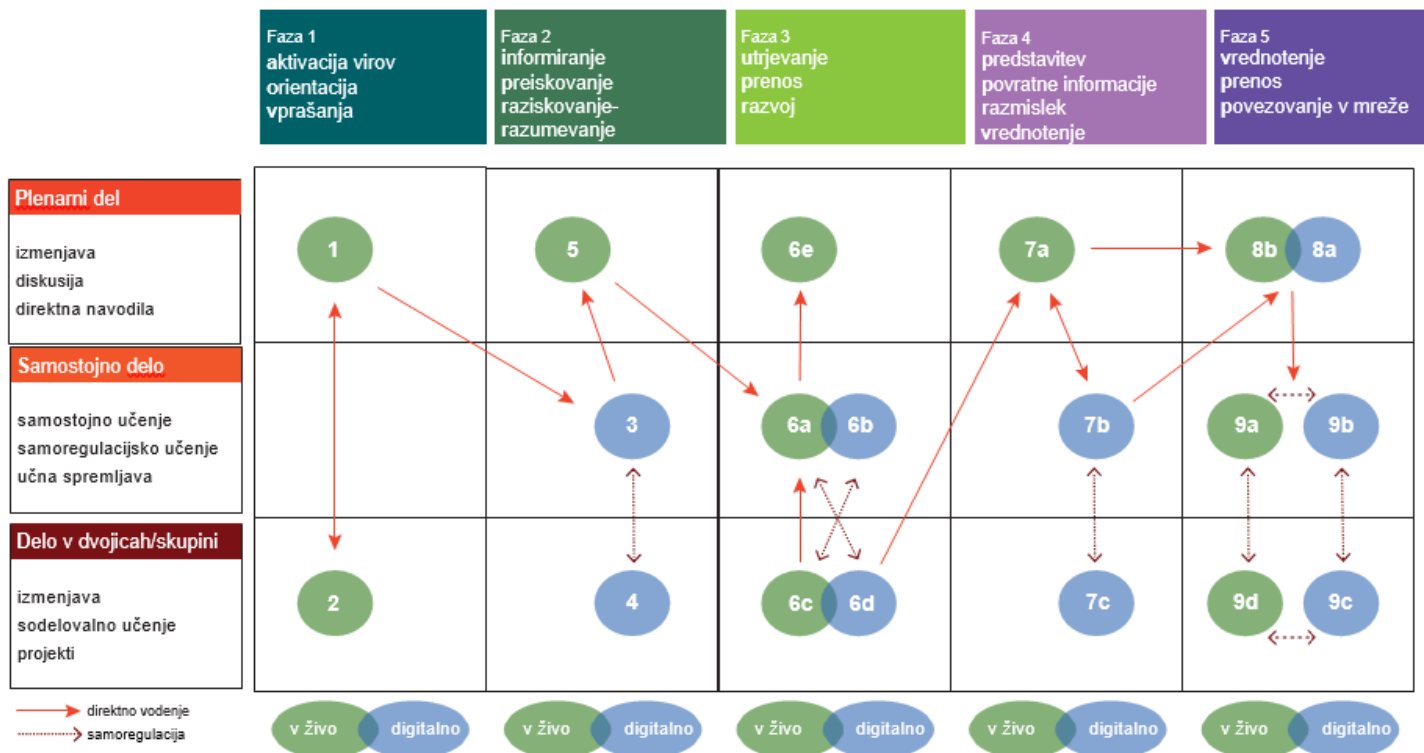 Faza 1
aktivacija virov
orientacija
vprašanja
Faza 2
informiranje
preiskovanje
raziskovanje-
razumevanje
Faza 3
utrjevanje
prenos
razvoj
Faza 4
predstavitev
povratne informacije
razmislek
vrednotenje
Faza 5
vrednotenje
prenos
povezovanje v mreže
Plenarni del
izmenjava
diskusija
direktna navodila
1
5
6e
7a
8b
8a
Samostojno delo
samostojno učenje
samoregulacijsko učenje
učna spremljava
3
6a
6b
7b
9a
9b
Delo v dvojicah/skupini
izmenjava
sodelovalno učenje
projekti
2
4
6c
6d
7c
9d
9c
direktno vodenje
samoregulacija
v živo
digitalno
v živo
digitalno
v živo
digitalno
v živo
digitalno
v živo
digitalno